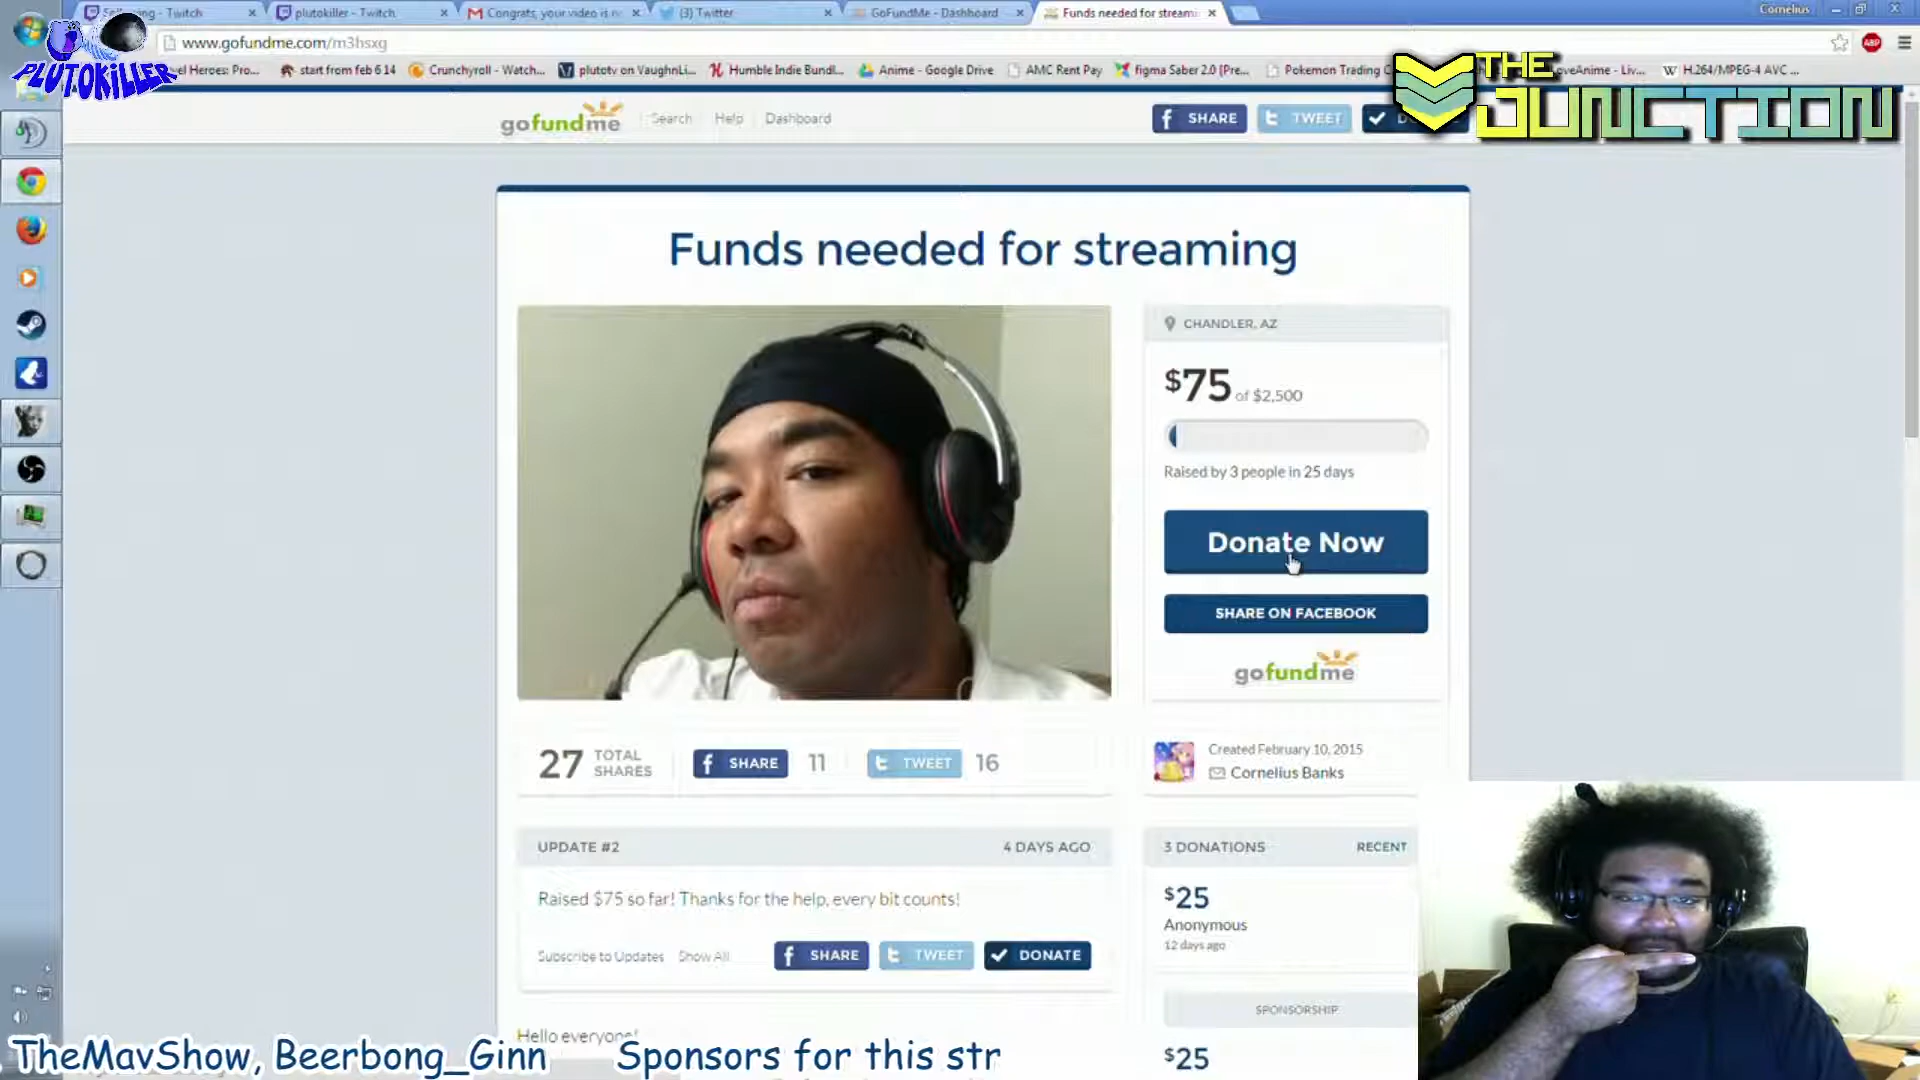 plutokiller - Twitch
Congrats, your video is n
(3) Twitter
GoFundMe - Dashboard
Funds needed for streami
Cornelius
PLUTOKILLER
www.gofundme.com/m3hsxg
ABP
vel Heroes: Pro...
start from feb 6 14
Crunchyroll - Watch...
plutotv on VaughnLi...
Humble Indie Bundl...
Anime - Google Drive
AMC Rent Pay
figma Saber 2.0 (Pre...
Pokemon Trading C
oveAnime - Liv...
H.264/MPEG-4 AVC ...
THE JUNCTION
gofundme
Search
Help
Dashboard
SHARE
TWEET
Funds needed for streaming
CHANDLER, AZ
$75 of $2,500
Raised by 3 people in 25 days
Donate Now
SHARE ON FACEBOOK
gofundme
27 TOTAL SHARES
SHARE 11
TWEET 16
Created February 10, 2015
Cornelius Banks
UPDATE #2
4 DAYS AGO
Raised $75 so far! Thanks for the help, every bit counts!
Subscribe to Updates
Show All
SHARE
TWEET
DONATE
3 DONATIONS
RECENT
$25
Anonymous
12 days ago
SPONSORSHIP
$25
Hello everyone!
TheMavShow, Beerbong_Ginn
Sponsors for this str